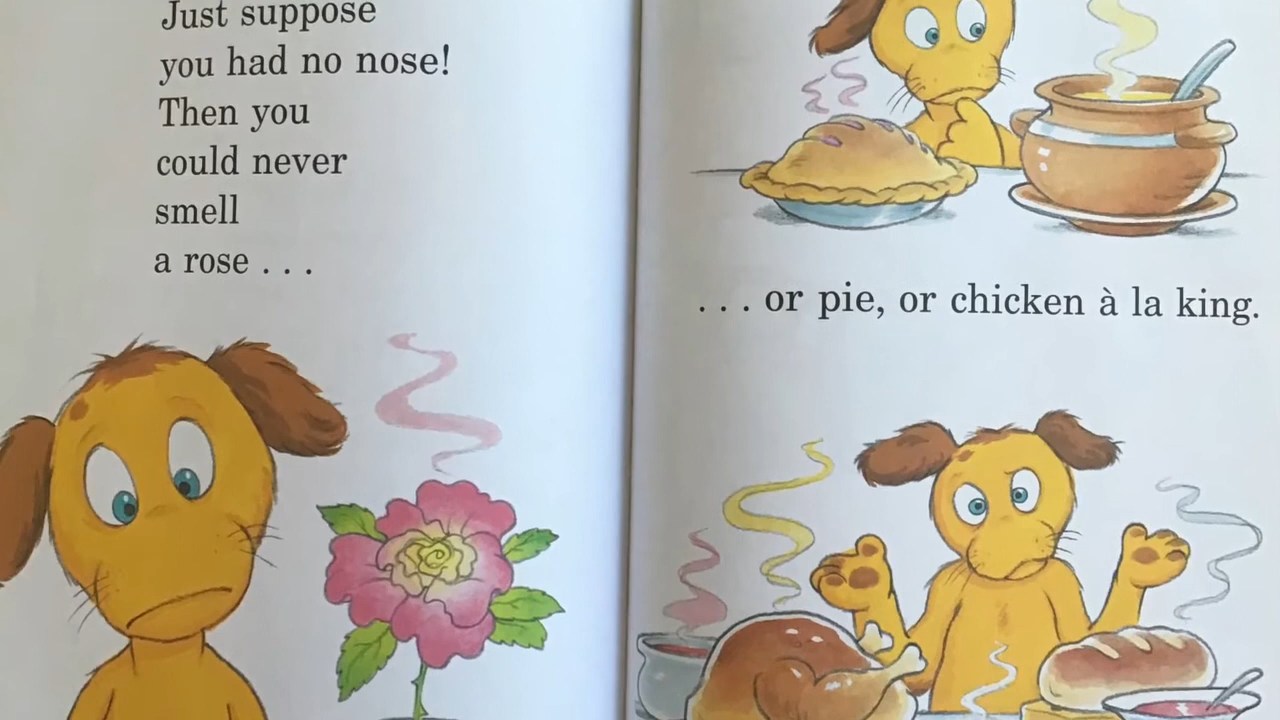 Just suppose
you had no nose!
Then you
could never
smell
a rose . . .
. . . or pie, or chicken à la king.